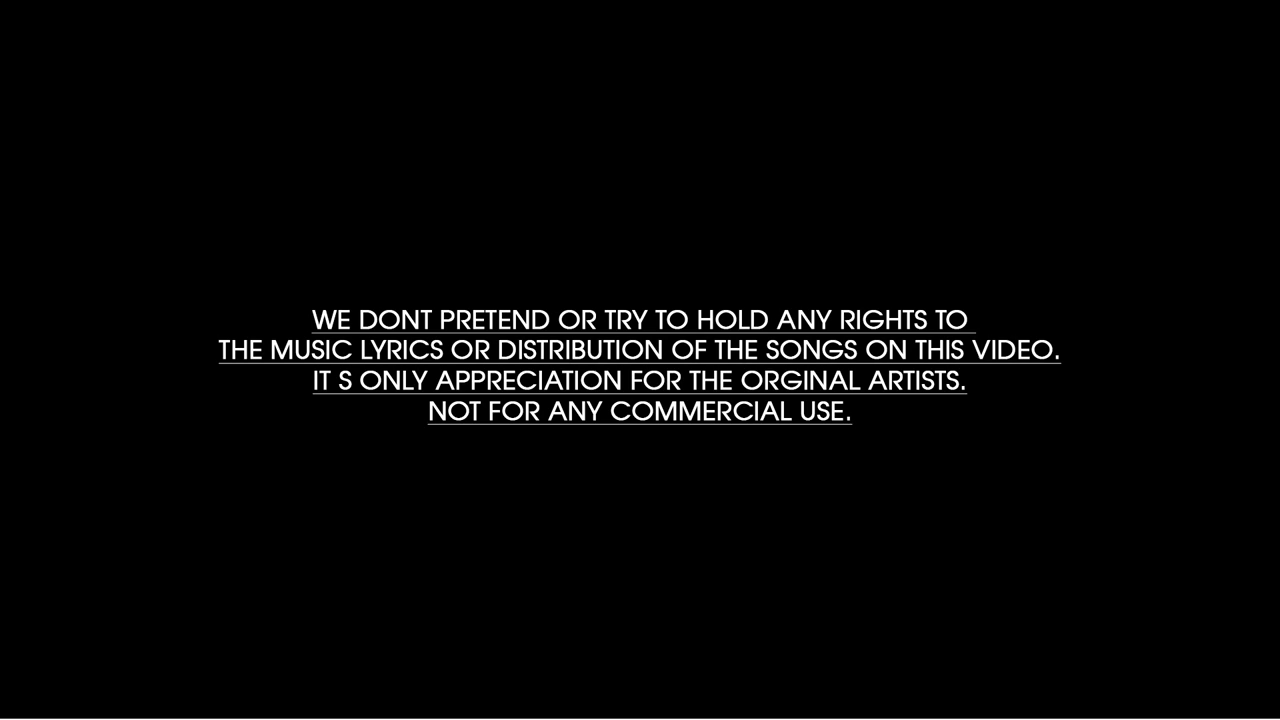 WE DONT PRETEND OR TRY TO HOLD ANY RIGHTS TO
THE MUSIC LYRICS OR DISTRIBUTION OF THE SONGS ON THIS VIDEO.
IT S ONLY APPRECIATION FOR THE ORGINAL ARTISTS.
NOT FOR ANY COMMERCIAL USE.